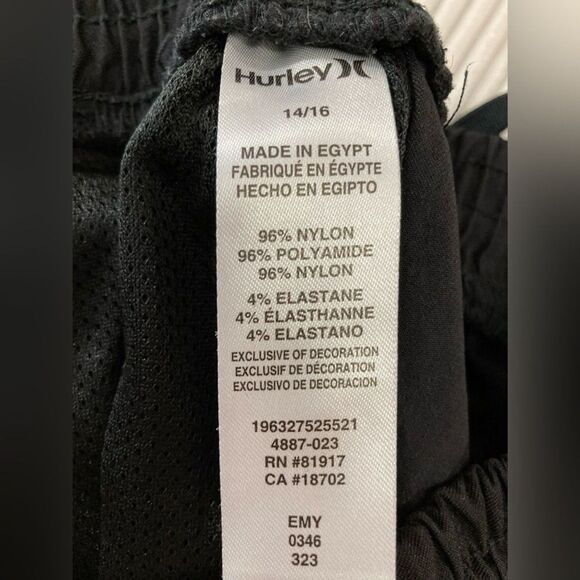 Hurley
14/16
MADE IN EGYPT
FABRIQUÉ EN ÉGYPTE
HECHO EN EGIPTO
96% NYLON
96% POLYAMIDE
96% NYLON
4% ELASTANE
4% ÉLASTHANNE
4% ELASTANO
EXCLUSIVE OF DECORATION
EXCLUSIF DE DÉCORATION
EXCLUSIVO DE DECORACION
196327525521
4887-023
RN #81917
CA #18702
EMY
0346
323